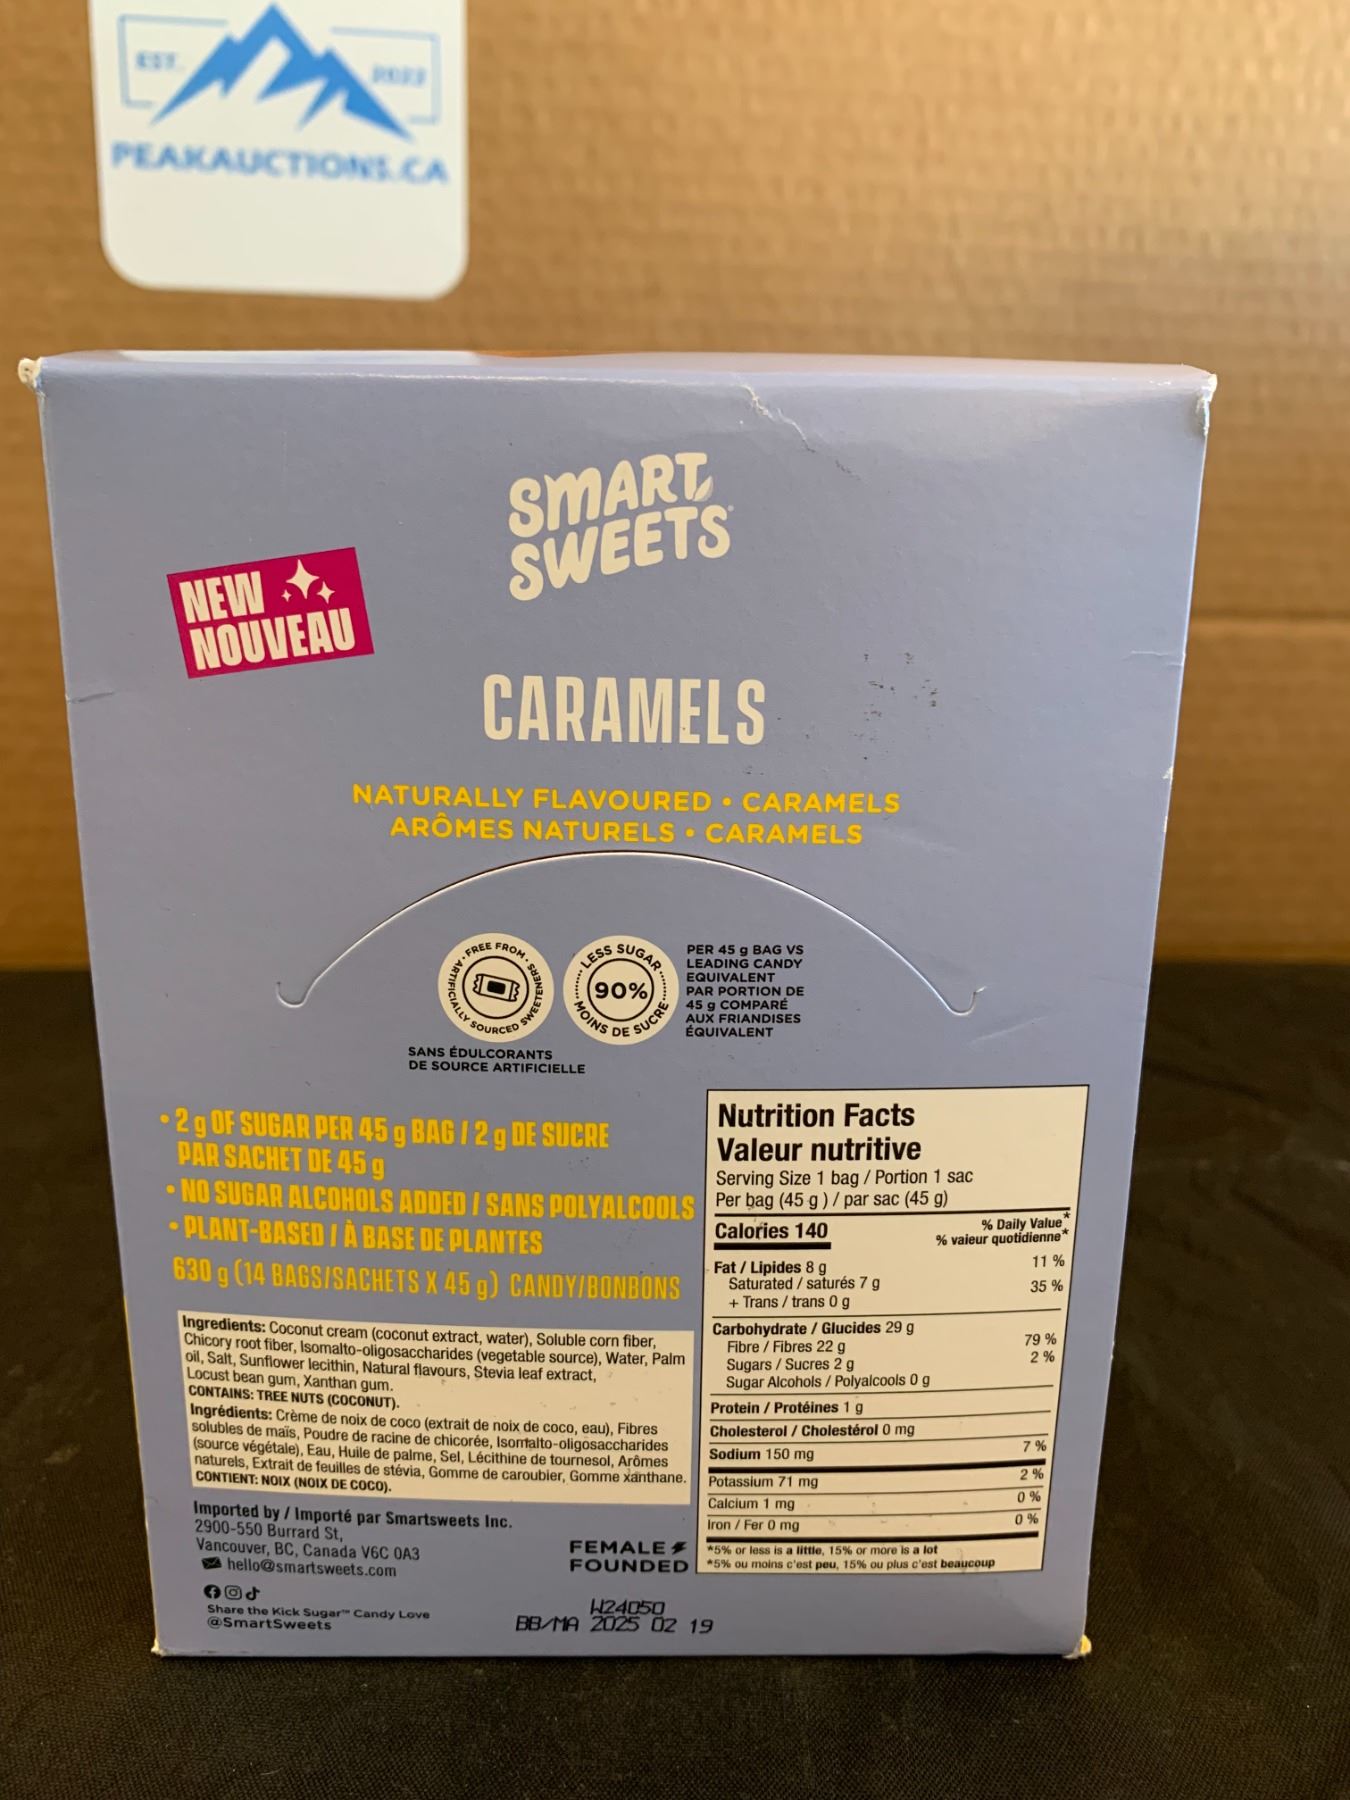 EST. 2022
PEAKAUCTIONS.CA
SMART
SWEETS
NEW
NOUVEAU
CARAMELS
NATURALLY FLAVOURED • CARAMELS
ARÔMES NATURELS • CARAMELS
FREE FROM • ARTIFICIALLY SOURCED SWEETENERS •
SANS ÉDULCORANTS
DE SOURCE ARTIFICIELLE
LESS SUGAR
90%
MOINS DE SUCRE
PER 45 g BAG VS
LEADING CANDY
EQUIVALENT
PAR PORTION DE
45 g COMPARÉ
AUX FRIANDISES
ÉQUIVALENT
• 2 g OF SUGAR PER 45 g BAG / 2 g DE SUCRE
PAR SACHET DE 45 g
• NO SUGAR ALCOHOLS ADDED / SANS POLYALCOOLS
• PLANT-BASED / À BASE DE PLANTES
630 g (14 BAGS/SACHETS X 45 g) CANDY/BONBONS
Ingredients: Coconut cream (coconut extract, water), Soluble corn fiber,
Chicory root fiber, Isomalto-oligosaccharides (vegetable source), Water, Palm
oil, Salt, Sunflower lecithin, Natural flavours, Stevia leaf extract,
Locust bean gum, Xanthan gum.
CONTAINS: TREE NUTS (COCONUT).
Ingrédients: Crème de noix de coco (extrait de noix de coco, eau), Fibres
solubles de maïs, Poudre de racine de chicorée, Isomalto-oligosaccharides
(source végétale), Eau, Huile de palme, Sel, Lécithine de tournesol, Arômes
naturels, Extrait de feuilles de stévia, Gomme de caroubier, Gomme xanthane.
CONTIENT: NOIX (NOIX DE COCO).
Imported by / Importé par Smartsweets Inc.
2900-550 Burrard St,
Vancouver, BC, Canada V6C 0A3
hello@smartsweets.com
Share the Kick Sugar™ Candy Love
@SmartSweets
FEMALE
FOUNDED
W24050
BB/MA 2025 02 19
Nutrition Facts
Valeur nutritive
Serving Size 1 bag / Portion 1 sac
Per bag (45 g ) / par sac (45 g)
Calories 140
% Daily Value*
% valeur quotidienne*
Fat / Lipides 8 g 11 %
Saturated / saturés 7 g 35 %
+ Trans / trans 0 g
Carbohydrate / Glucides 29 g
Fibre / Fibres 22 g 79 %
Sugars / Sucres 2 g 2 %
Sugar Alcohols / Polyalcools 0 g
Protein / Protéines 1 g
Cholesterol / Cholestérol 0 mg
Sodium 150 mg 7 %
Potassium 71 mg 2 %
Calcium 1 mg 0 %
Iron / Fer 0 mg 0 %
*5% or less is a little, 15% or more is a lot
*5% ou moins c'est peu, 15% ou plus c'est beaucoup